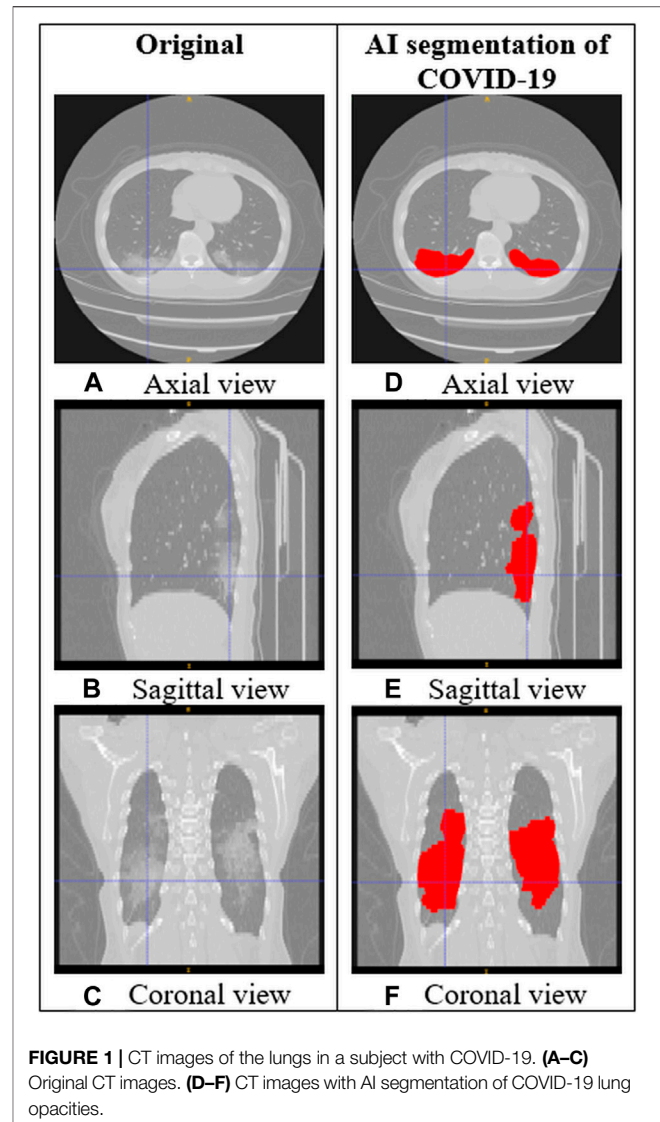 Original
AI segmentation of
COVID-19
A Axial view
D Axial view
B Sagittal view
E Sagittal view
C Coronal view
F Coronal view
FIGURE 1 | CT images of the lungs in a subject with COVID-19. (A–C)
Original CT images. (D–F) CT images with AI segmentation of COVID-19 lung
opacities.